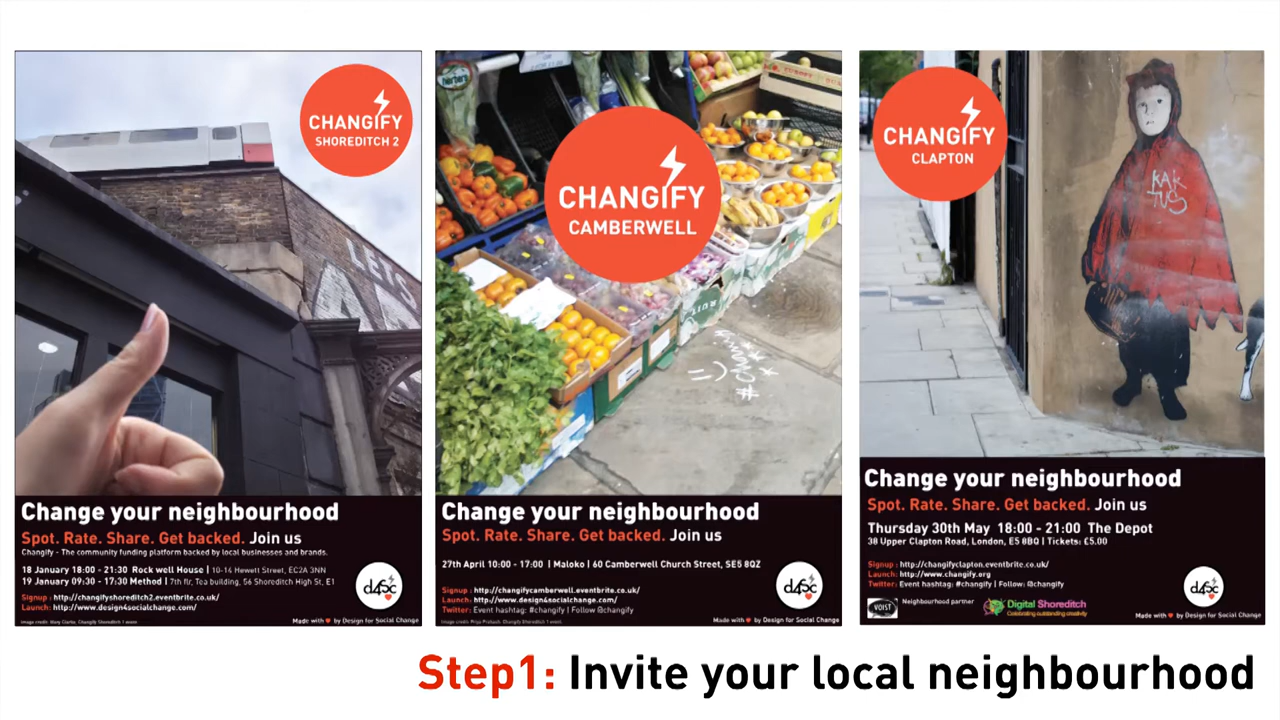 CHANGIFY
SHOREDITCH 2
LETS
Change your neighbourhood
Spot. Rate. Share. Get backed. Join us
Changify - The community funding platform backed by local businesses and brands.
18 January 18:00 - 21:30 Rock well House | 10-14 Hewett Street, EC2A 3NN
19 January 09:30 - 17:30 Method | 7th flr, Tea building, 56 Shoreditch High St, E1
Signup: http://changifyshoreditch2.eventbrite.co.uk/
Launch: http://www.design4socialchange.com/
d4sc
Image credit: Mary Clarke, Changify Shoreditch 1 event
Made with ♥ by Design for Social Change
CHANGIFY
CAMBERWELL
Change your neighbourhood
Spot. Rate. Share. Get backed. Join us
27th April 10:00 - 17:00 | Maloko | 60 Camberwell Church Street, SE5 8QZ
Signup : http://changifycamberwell.eventbrite.co.uk/
Launch: http://www.design4socialchange.com/
Twitter: Event hashtag: #changify | Follow @changify
d4sc
Made with ♥ by Design for Social Change
CHANGIFY
CLAPTON
KAK
TUS
Change your neighbourhood
Spot. Rate. Share. Get backed. Join us
Thursday 30th May 18:00 - 21:00 The Depot
38 Upper Clapton Road, London, E5 8BQ | Tickets: £5.00
Signup : http://changifyclapton.eventbrite.co.uk/
Launch: http://www.changify.org
Twitter: Event hashtag: #changify | Follow: @changify
VOIST
Neighbourhood partner
Digital Shoreditch
Celebrating outstanding creativity
d4sc
Made with ♥ by Design for Social Change
Step1: Invite your local neighbourhood